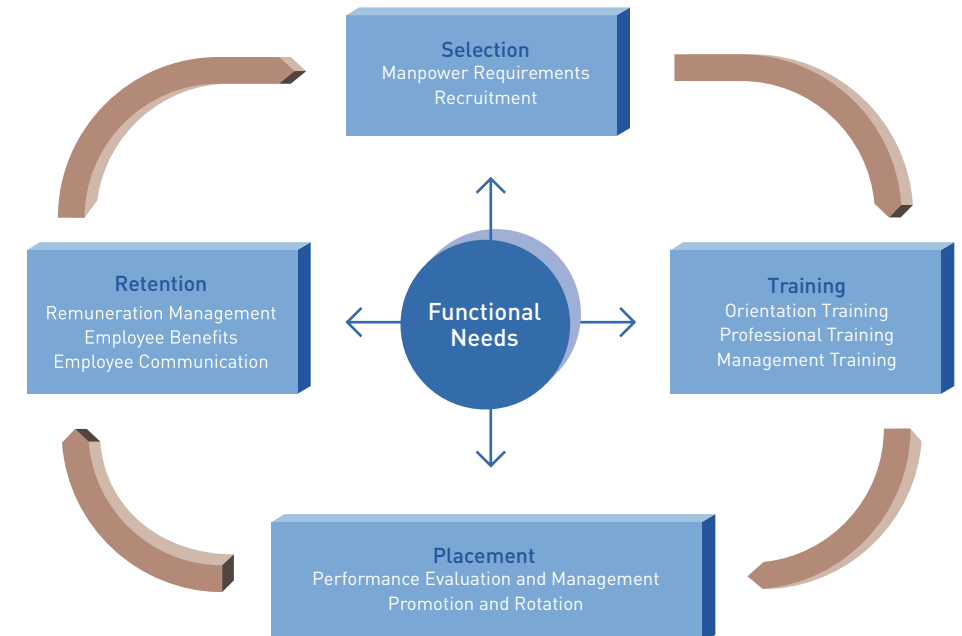 Selection
Manpower Requirements
Recruitment
Retention
Remuneration Management
Employee Benefits
Employee Communication
Functional
Needs
Training
Orientation Training
Professional Training
Management Training
Placement
Performance Evaluation and Management
Promotion and Rotation